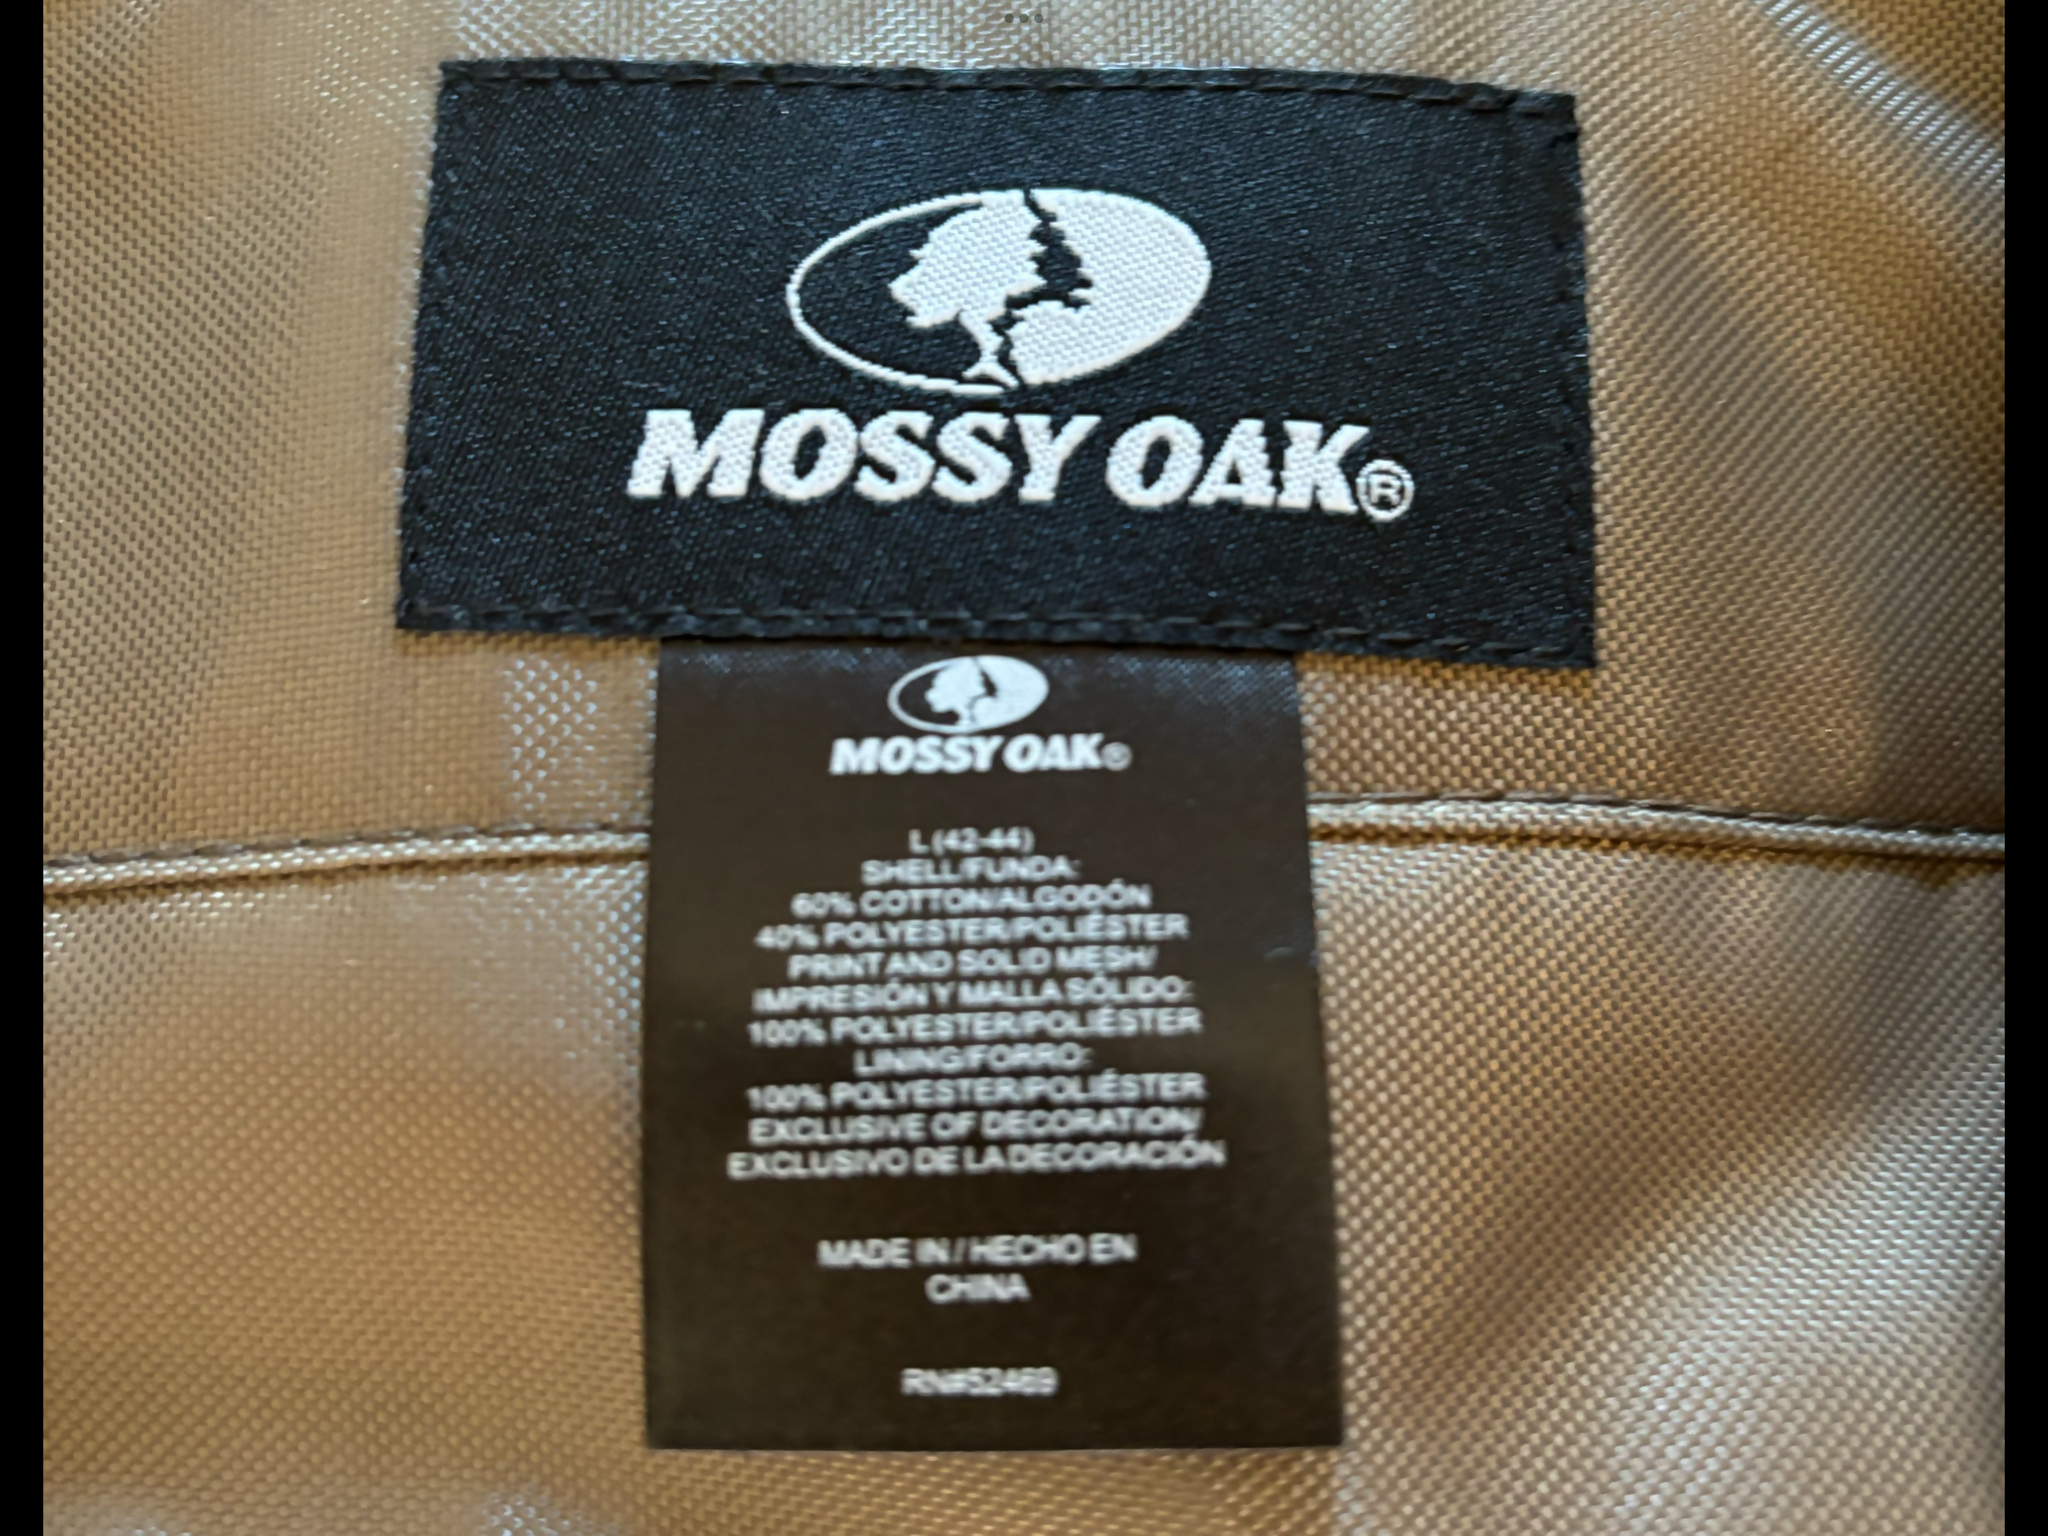 MOSSY OAK®
MOSSY OAK®
L (42-44)
SHELL/FUNDA:
60% COTTON/ALGODÓN
40% POLYESTER/POLIÉSTER
PRINT AND SOLID MESH/
IMPRESIÓN Y MALLA SÓLIDO:
100% POLYESTER/POLIÉSTER
LINING/FORRO:
100% POLYESTER/POLIÉSTER
EXCLUSIVE OF DECORATION/
EXCLUSIVO DE LA DECORACIÓN
MADE IN / HECHO EN
CHINA
RN#52469